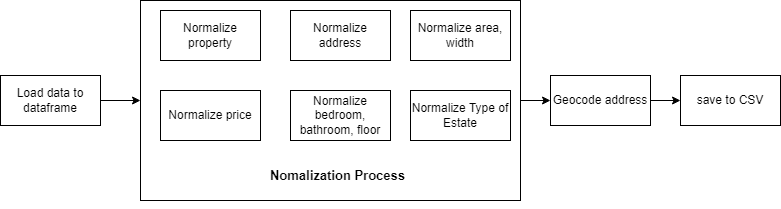 Load data to
dataframe
Normalize
property
Normalize
address
Normalize area,
width
Normalize price
Normalize
bedroom,
bathroom, floor
Normalize Type of
Estate
Nomalization Process
Geocode address
save to CSV